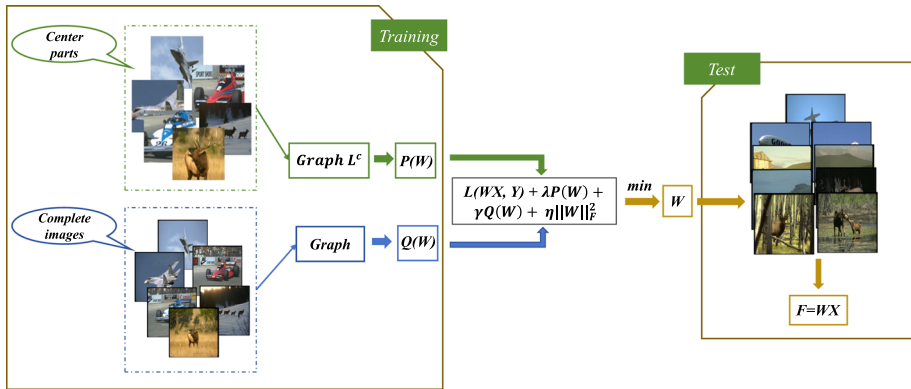 Center
parts
Training
Graph L^c
P(W)
Complete
images
Graph
Q(W)
L(WX, Y) + λP(W) +
γQ(W) + η||W||_F^2
min
W
Test
F=WX